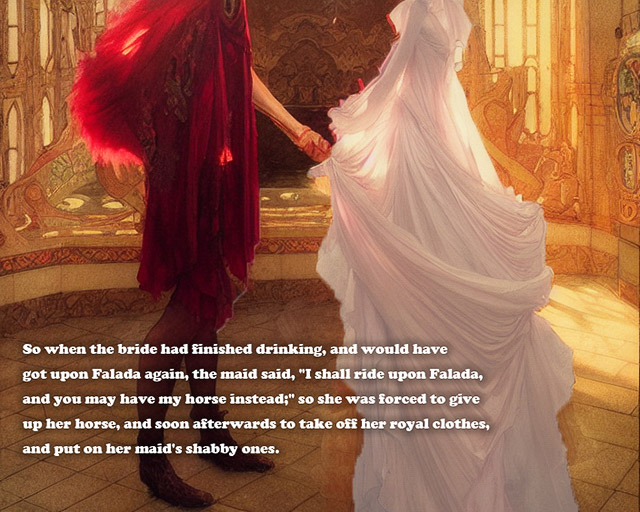 So when the bride had finished drinking, and would have
got upon Falada again, the maid said, "I shall ride upon Falada,
and you may have my horse instead;" so she was forced to give
up her horse, and soon afterwards to take off her royal clothes,
and put on her maid's shabby ones.